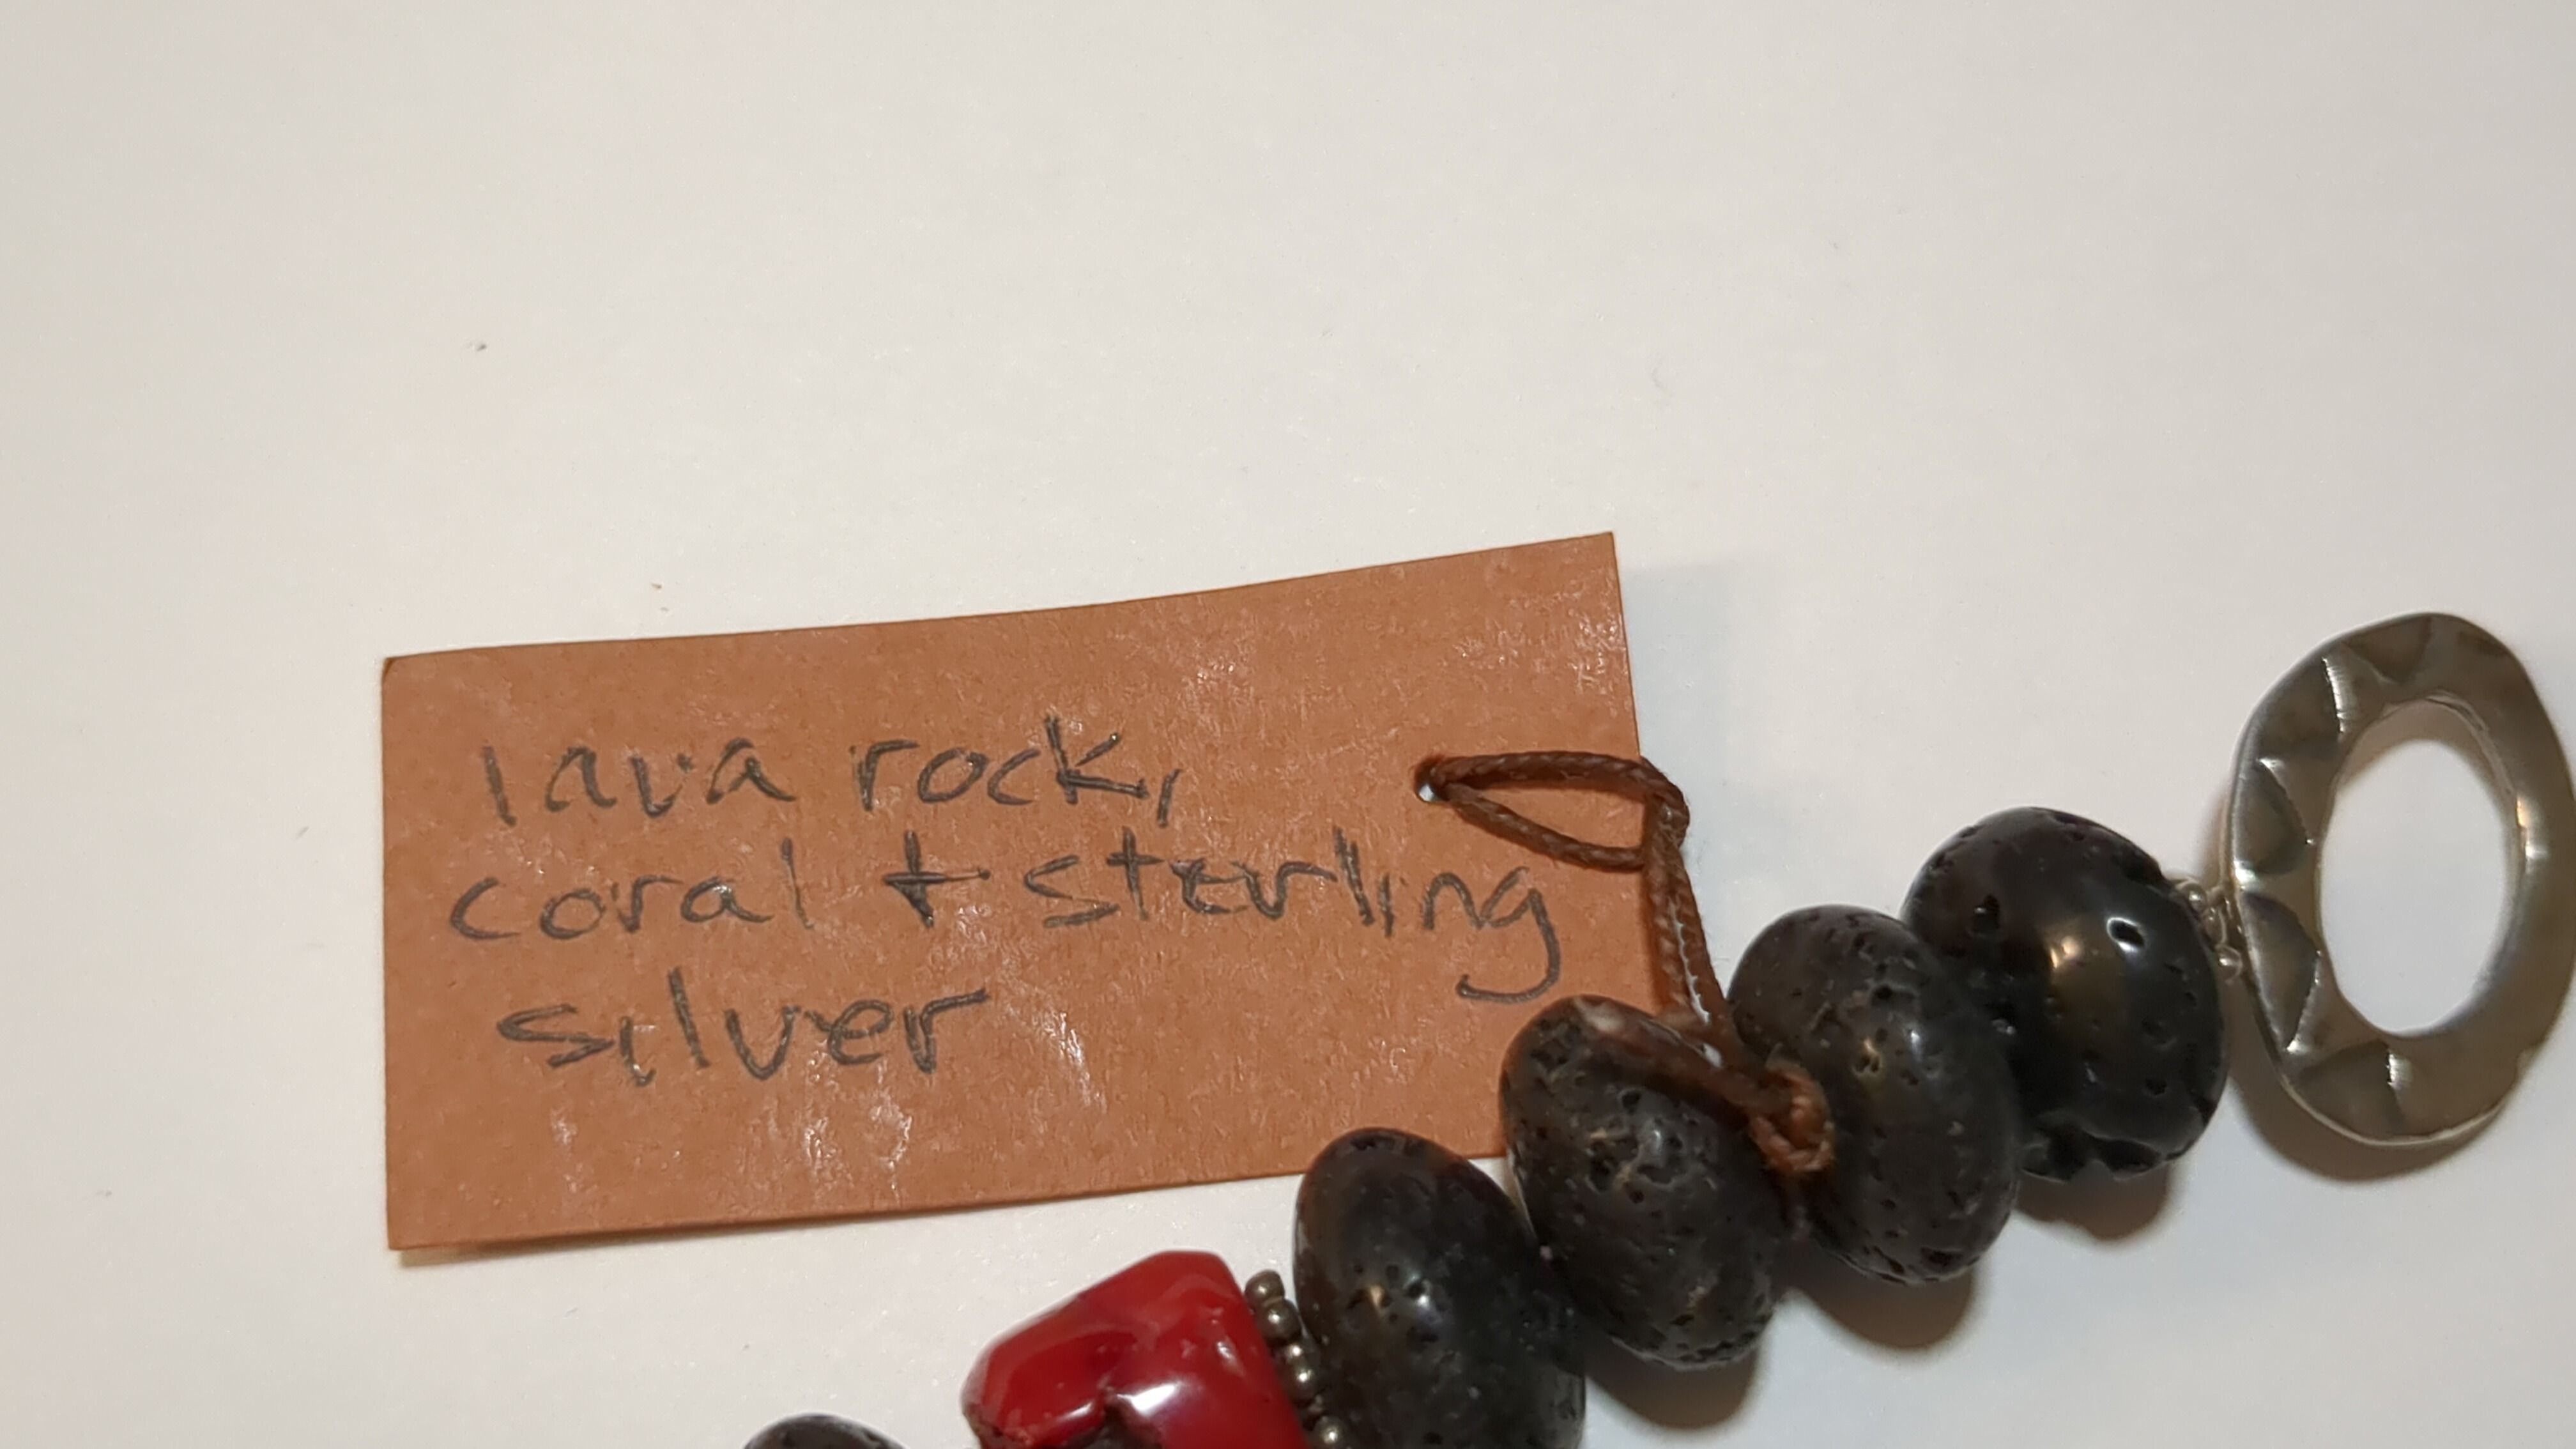 lava rock,
coral + sterling
silver